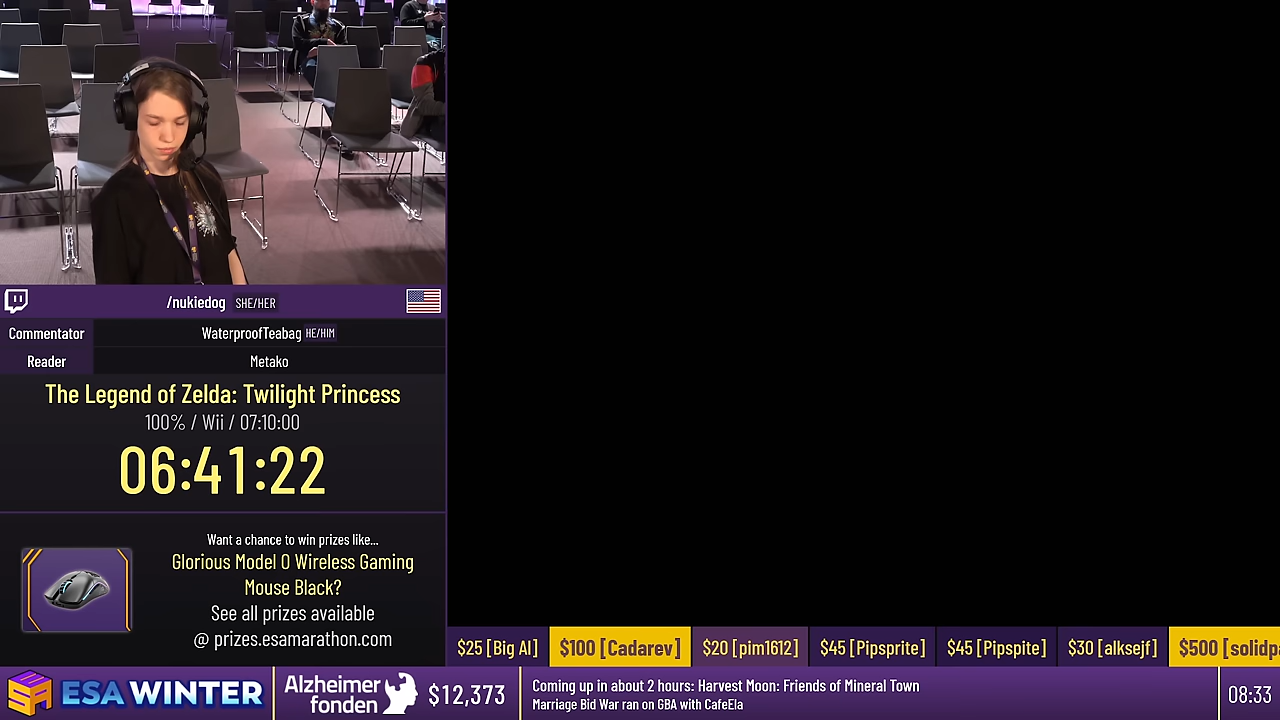 /nukiedog SHE/HER
Commentator WaterproofTeabag HE/HIM
Reader Metako
The Legend of Zelda: Twilight Princess
100% / Wii / 07:10:00
06:41:22
Want a chance to win prizes like...
Glorious Model O Wireless Gaming
Mouse Black?
See all prizes available
@ prizes.esamarathon.com
$25 [Big Al] $100 [Cadarev] $20 [pim1612] $45 [Pipsprite] $45 [Pipspite] $30 [alksejf] $500 [solidp
ESA WINTER
Alzheimer
fonden
$12,373
Coming up in about 2 hours: Harvest Moon: Friends of Mineral Town
Marriage Bid War ran on GBA with CafeEla
08:33